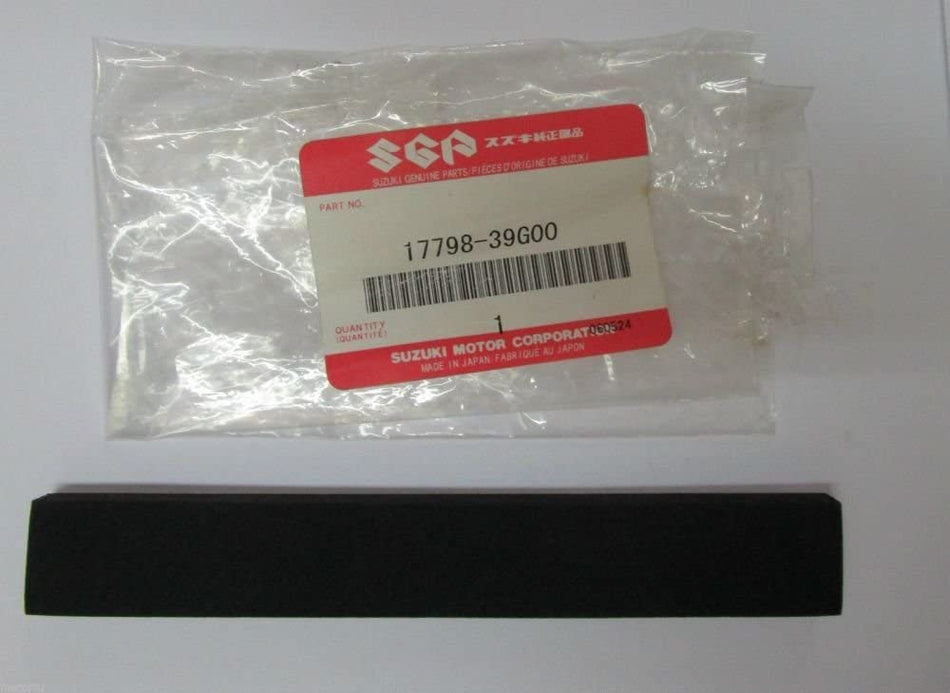 SGP スズキ純正部品
SUZUKI GENUINE PARTS/PIÈCES D'ORIGINE DE SUZUKI
PART NO.
17798-39G00
QUANTITY
(QUANTITÉ)
1
060524
SUZUKI MOTOR CORPORATION
MADE IN JAPAN/FABRIQUÉ AU JAPON